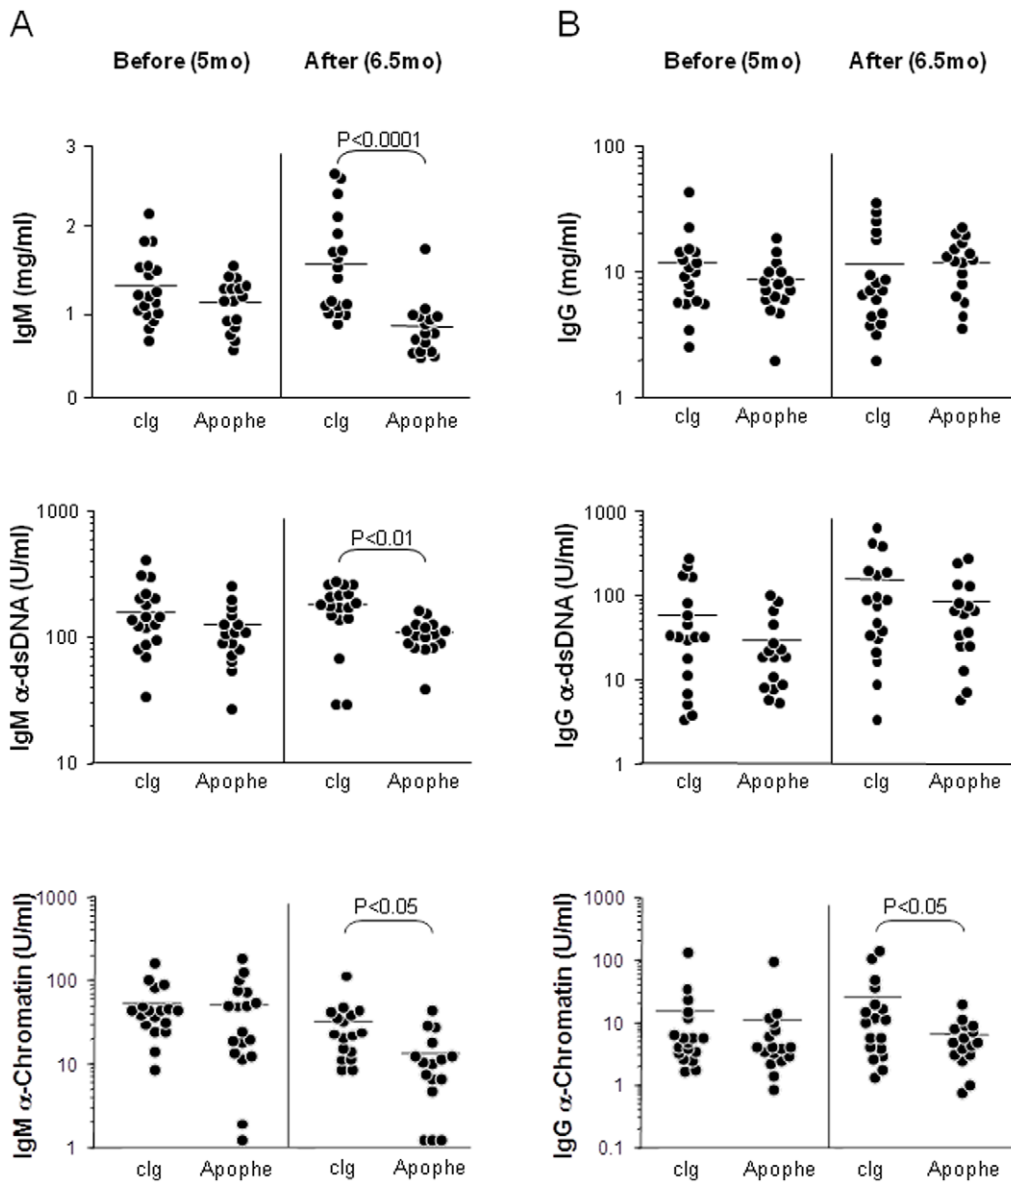 A
B
Before (5mo) After (6.5mo)
Before (5mo) After (6.5mo)
P<0.0001
IgM (mg/ml)
3
2
1
0
cIg Apophe cIg Apophe
IgG (mg/ml)
100
10
1
cIg Apophe cIg Apophe
P<0.01
IgM α-dsDNA (U/ml)
1000
100
10
cIg Apophe cIg Apophe
IgG α-dsDNA (U/ml)
1000
100
10
1
cIg Apophe cIg Apophe
P<0.05
IgM α-Chromatin (U/ml)
1000
100
10
1
cIg Apophe cIg Apophe
P<0.05
IgG α-Chromatin (U/ml)
1000
100
10
1
0.1
cIg Apophe cIg Apophe